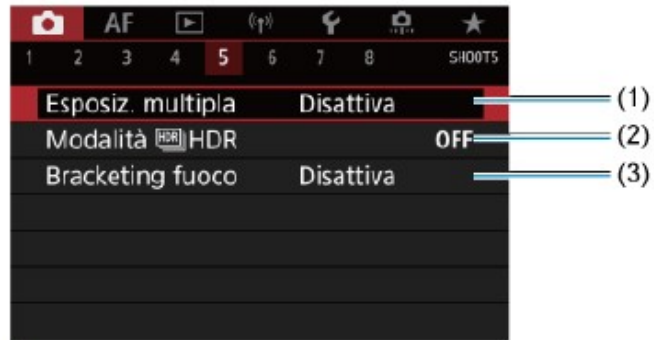 AF
1 2 3 4 5 6 7 8 SHOOT5
Esposiz. multipla Disattiva (1)
Modalità HDR HDR OFF (2)
Bracketing fuoco Disattiva (3)